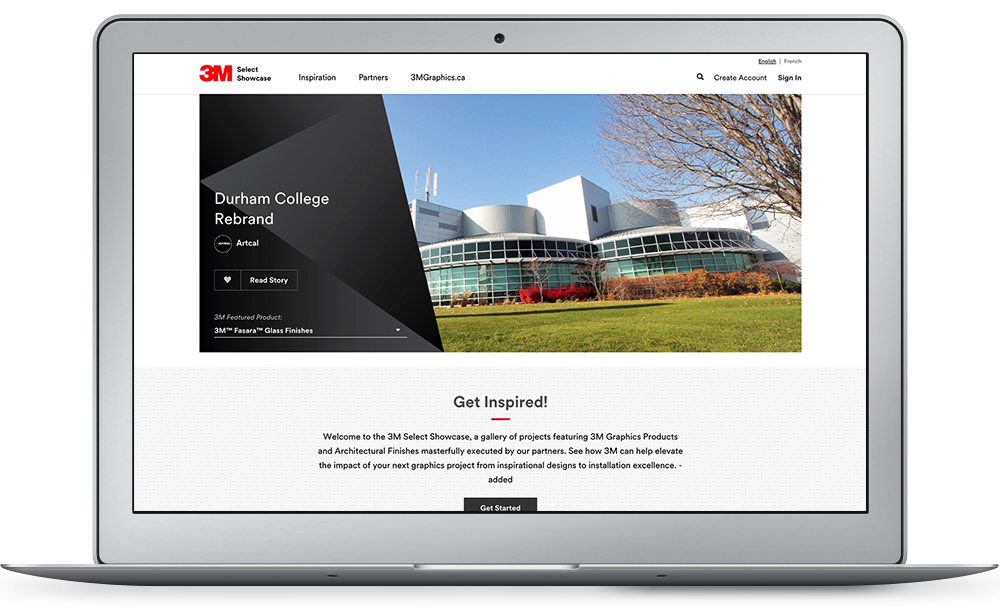 English | French
3M Select Showcase
Inspiration
Partners
3MGraphics.ca
Create Account
Sign In
Durham College
Rebrand
Artcal
Read Story
3M Featured Product:
3M™ Fasara™ Glass Finishes
Get Inspired!
Welcome to the 3M Select Showcase, a gallery of projects featuring 3M Graphics Products
and Architectural Finishes masterfully executed by our partners. See how 3M can help elevate
the impact of your next graphics project from inspirational designs to installation excellence. -
added
Get Started